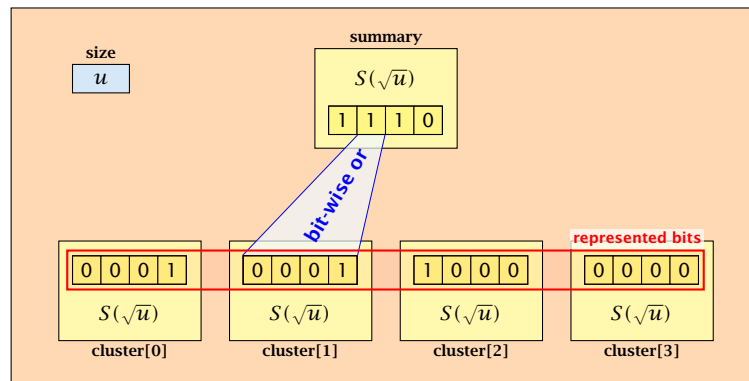 summary
size
u
S(√u)
1 1 1 0
bit-wise or
represented bits
0 0 0 1
0 0 0 1
1 0 0 0
0 0 0 0
S(√u)
S(√u)
S(√u)
S(√u)
cluster[0]
cluster[1]
cluster[2]
cluster[3]